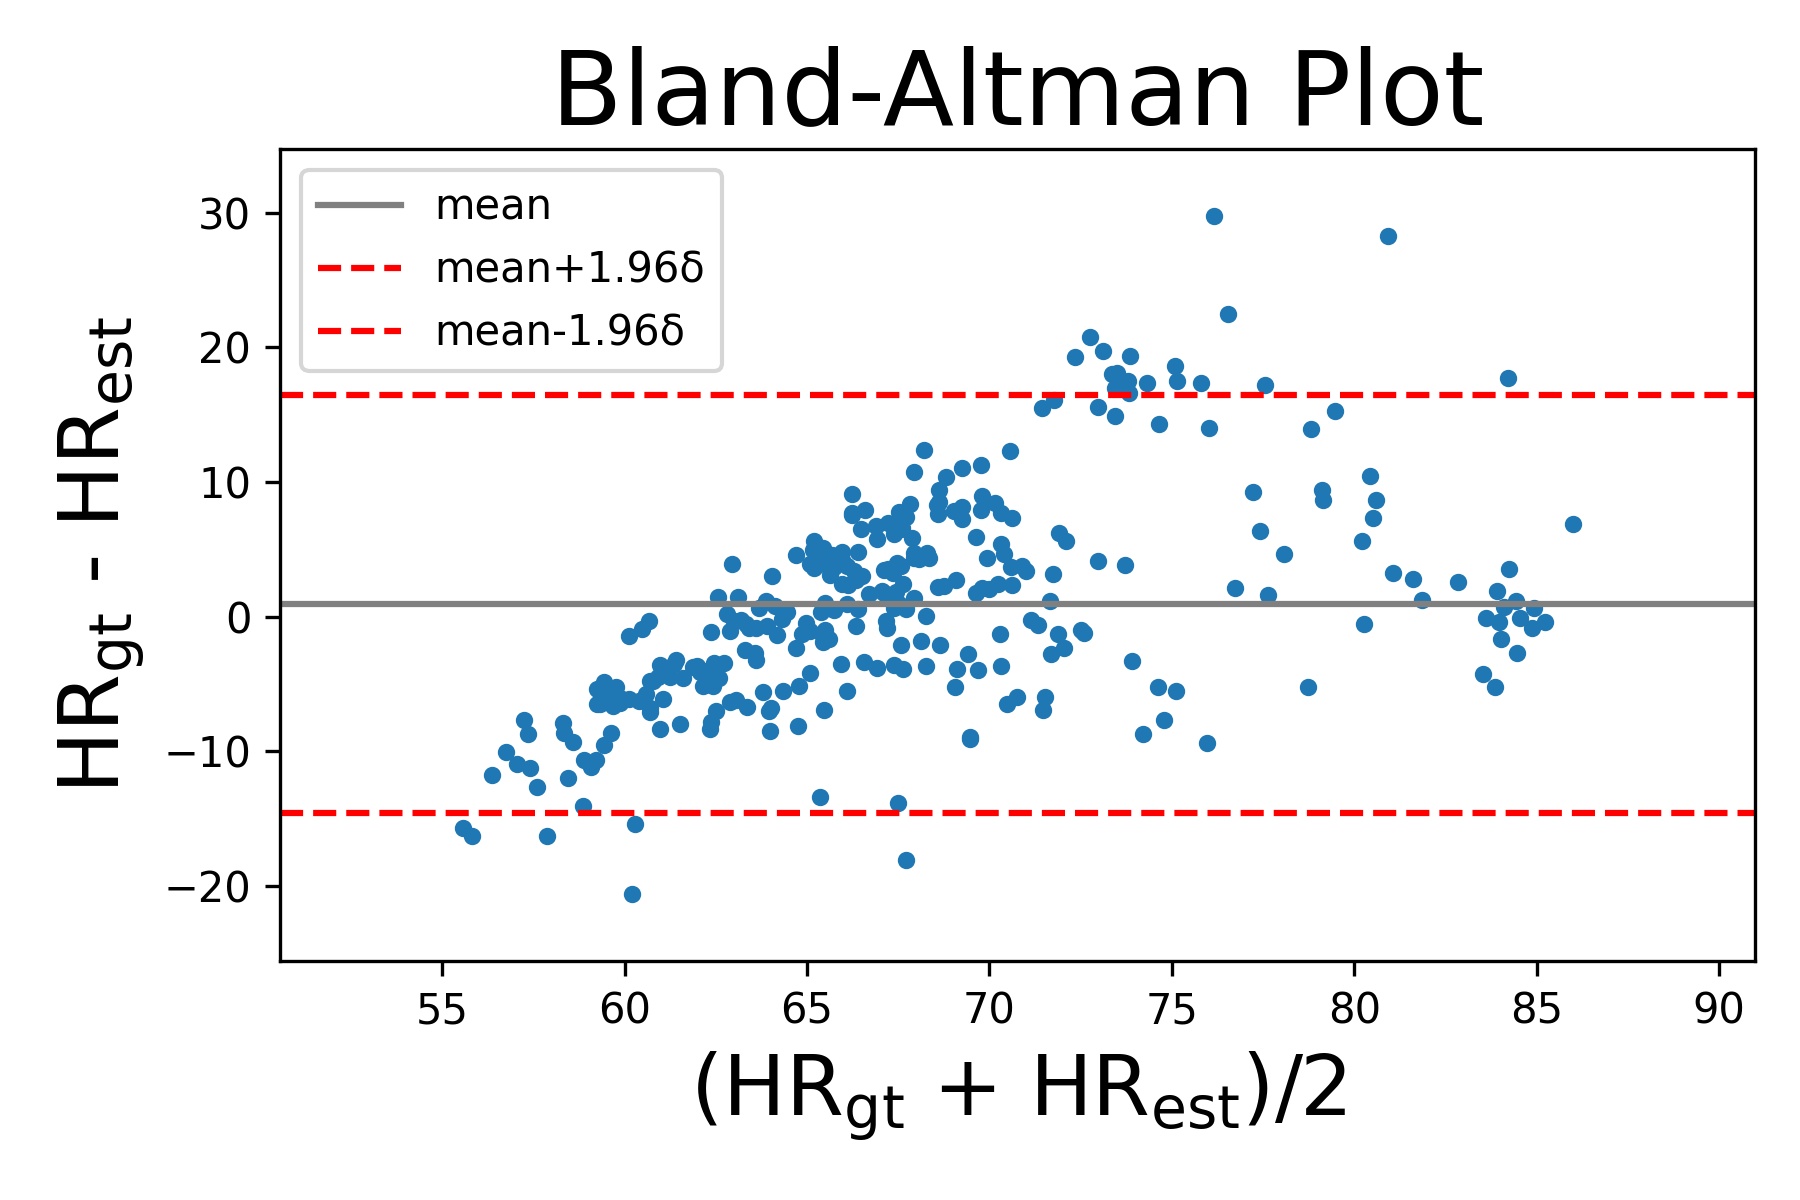 Bland-Altman Plot
mean
mean+1.96δ
mean-1.96δ
HRgt - HRest
30
20
10
0
−10
−20
55 60 65 70 75 80 85 90
(HRgt + HRest)/2